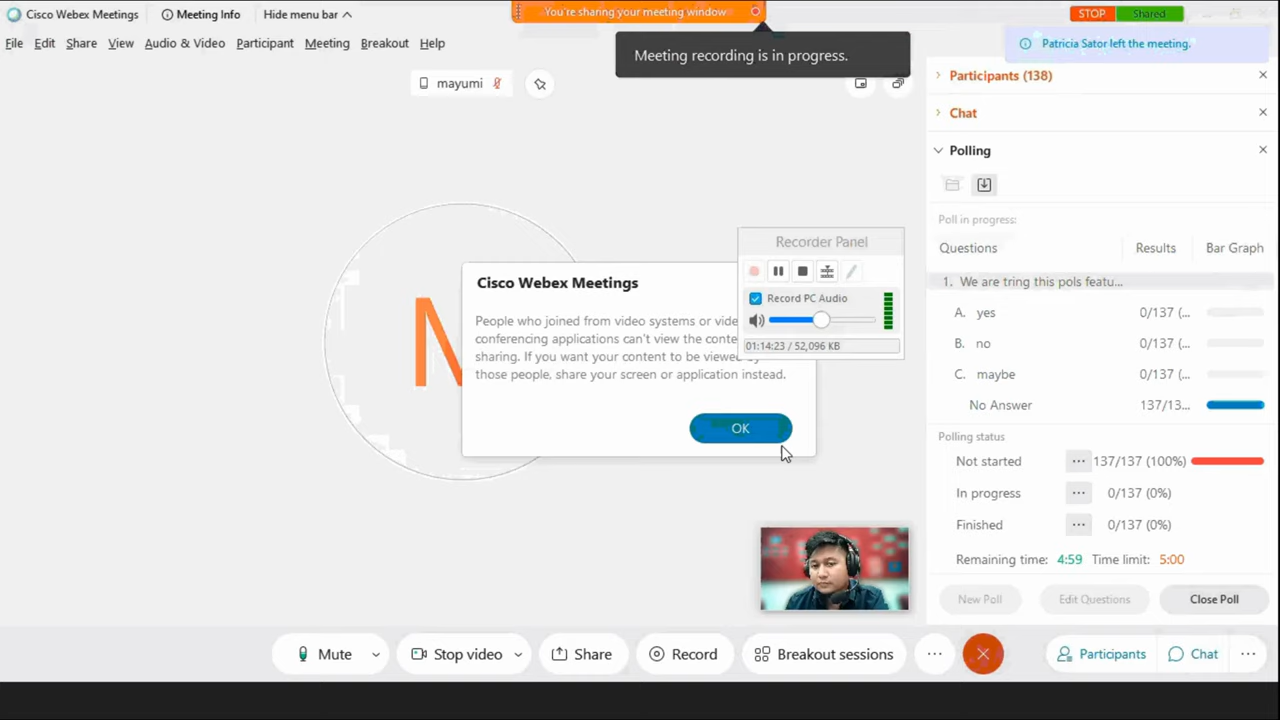 Cisco Webex Meetings
Meeting Info
Hide menu bar
You're sharing your meeting window
STOP
Shared
File Edit Share View Audio & Video Participant Meeting Breakout Help
Meeting recording is in progress.
Patricia Sator left the meeting.
mayumi
Participants (138)
Chat
Polling
Poll in progress:
Questions Results Bar Graph
1. We are tring this pols featu...
A. yes 0/137 (...
B. no 0/137 (...
C. maybe 0/137 (...
No Answer 137/13...
Polling status
Not started ... 137/137 (100%)
In progress ... 0/137 (0%)
Finished ... 0/137 (0%)
Remaining time: 4:59 Time limit: 5:00
New Poll Edit Questions Close Poll
Recorder Panel
Record PC Audio
01:14:23 / 52,096 KB
Cisco Webex Meetings
People who joined from video systems or vide
conferencing applications can't view the conte
sharing. If you want your content to be viewed by
those people, share your screen or application instead.
OK
M
Mute Stop video Share Record Breakout sessions ... Participants Chat ...